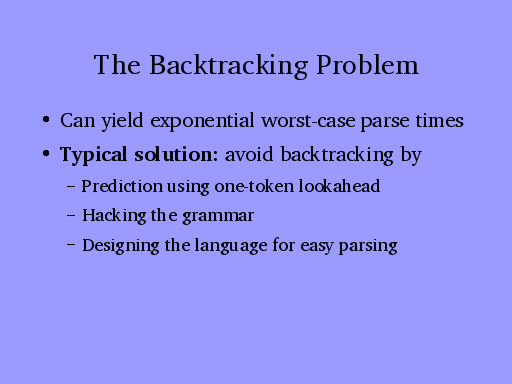 The Backtracking Problem
• Can yield exponential worst-case parse times
• Typical solution: avoid backtracking by
– Prediction using one-token lookahead
– Hacking the grammar
– Designing the language for easy parsing